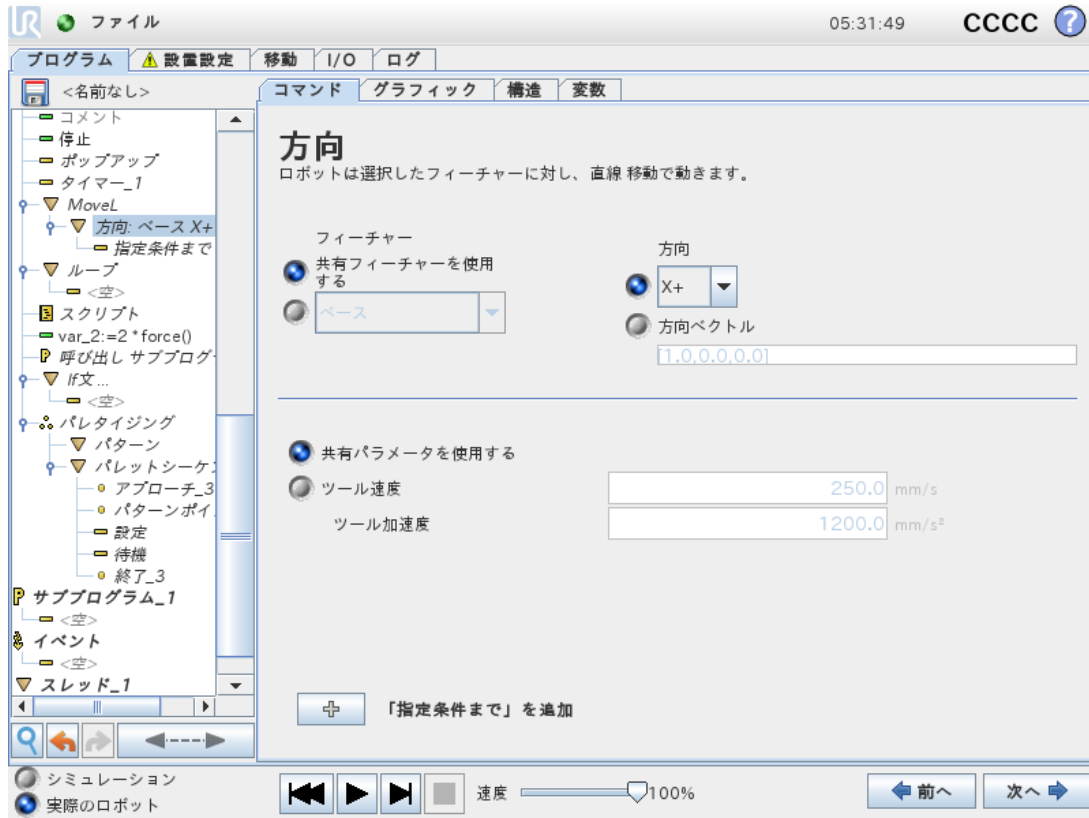 UR ファイル 05:31:49 CCCC ?
プログラム 設置設定 移動 I/O ログ
<名前なし>
コマンド グラフィック 構造 変数
コメント
停止
ポップアップ
タイマー_1
MoveL
方向: ベース X+
指定条件まで
ループ
<空>
スクリプト
var_2:=2*force()
呼び出し サブプログ
If文...
<空>
パレタイジング
パターン
パレットシーケ
アプローチ_3
パターンポイ
設定
待機
終了_3
サブプログラム_1
<空>
イベント
<空>
スレッド_1
方向
ロボットは選択したフィーチャーに対し、直線 移動で動きます。
フィーチャー
共有フィーチャーを使用
する
ベース
方向
X+
方向ベクトル
[1.0,0.0,0.0]
共有パラメータを使用する
ツール速度 250.0 mm/s
ツール加速度 1200.0 mm/s²
「指定条件まで」を追加
シミュレーション
実際のロボット
速度 100%
前へ 次へ